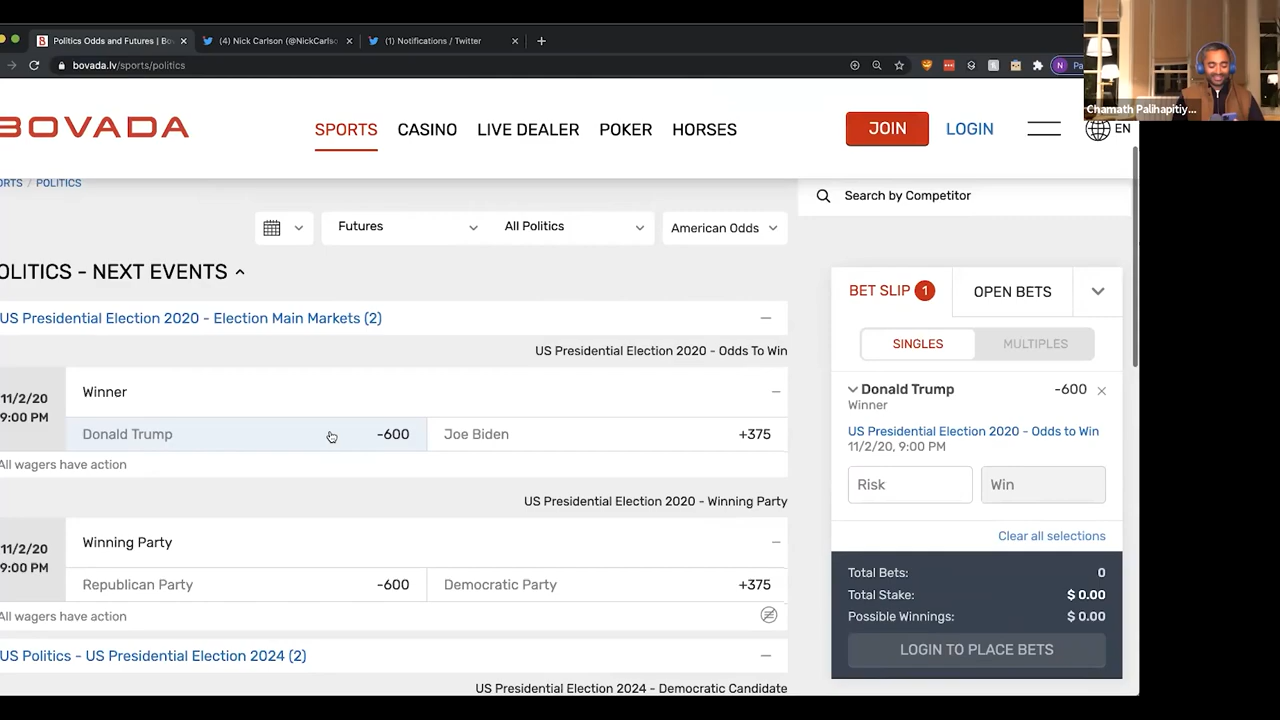 Politics Odds and Futures | Bo
(4) Nick Carlson (@NickCarlso
(1) Notifications / Twitter
bovada.lv/sports/politics
N
Pa
Chamath Palihapitiy...
BOVADA
SPORTS
CASINO
LIVE DEALER
POKER
HORSES
JOIN
LOGIN
EN
ORTS / POLITICS
Search by Competitor
Futures
All Politics
American Odds
OLITICS - NEXT EVENTS
US Presidential Election 2020 - Election Main Markets (2)
US Presidential Election 2020 - Odds To Win
11/2/20
9:00 PM
Winner
Donald Trump -600
Joe Biden +375
All wagers have action
US Presidential Election 2020 - Winning Party
11/2/20
9:00 PM
Winning Party
Republican Party -600
Democratic Party +375
All wagers have action
US Politics - US Presidential Election 2024 (2)
US Presidential Election 2024 - Democratic Candidate
BET SLIP 1
OPEN BETS
SINGLES
MULTIPLES
Donald Trump -600
Winner
US Presidential Election 2020 - Odds to Win
11/2/20, 9:00 PM
Risk
Win
Clear all selections
Total Bets: 0
Total Stake: $ 0.00
Possible Winnings: $ 0.00
LOGIN TO PLACE BETS